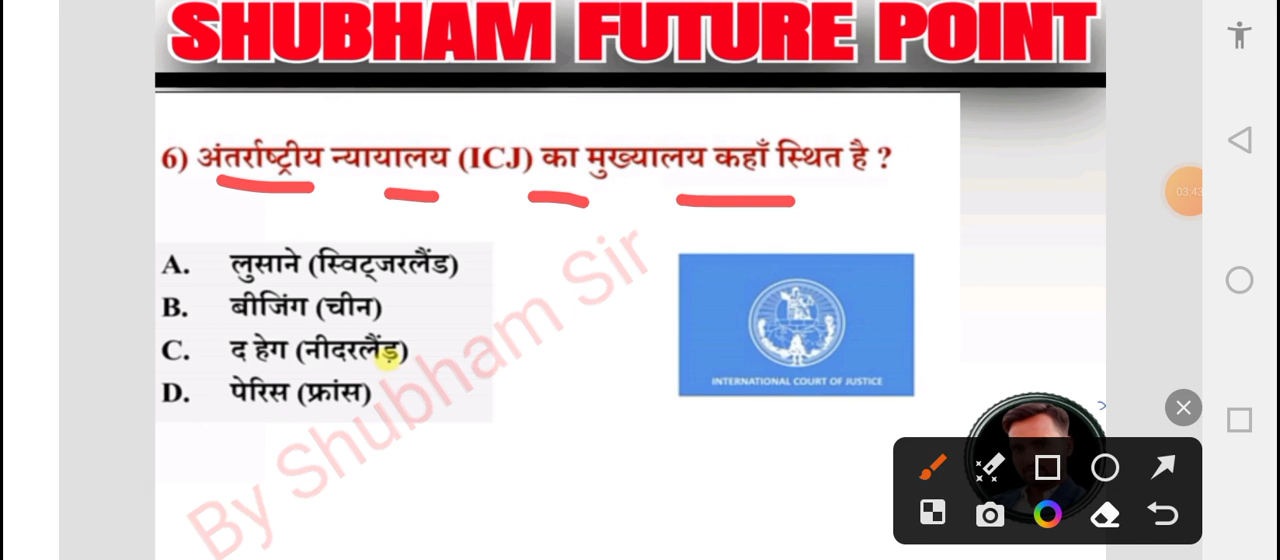 SHUBHAM FUTURE POINT
6) अंतर्राष्ट्रीय न्यायालय (ICJ) का मुख्यालय कहाँ स्थित है ?
A. लुसाने (स्विट्जरलैंड)
B. बीजिंग (चीन)
C. द हेग (नीदरलैंड़)
D. पेरिस (फ्रांस)
By Shubham Sir
INTERNATIONAL COURT OF JUSTICE
03:43